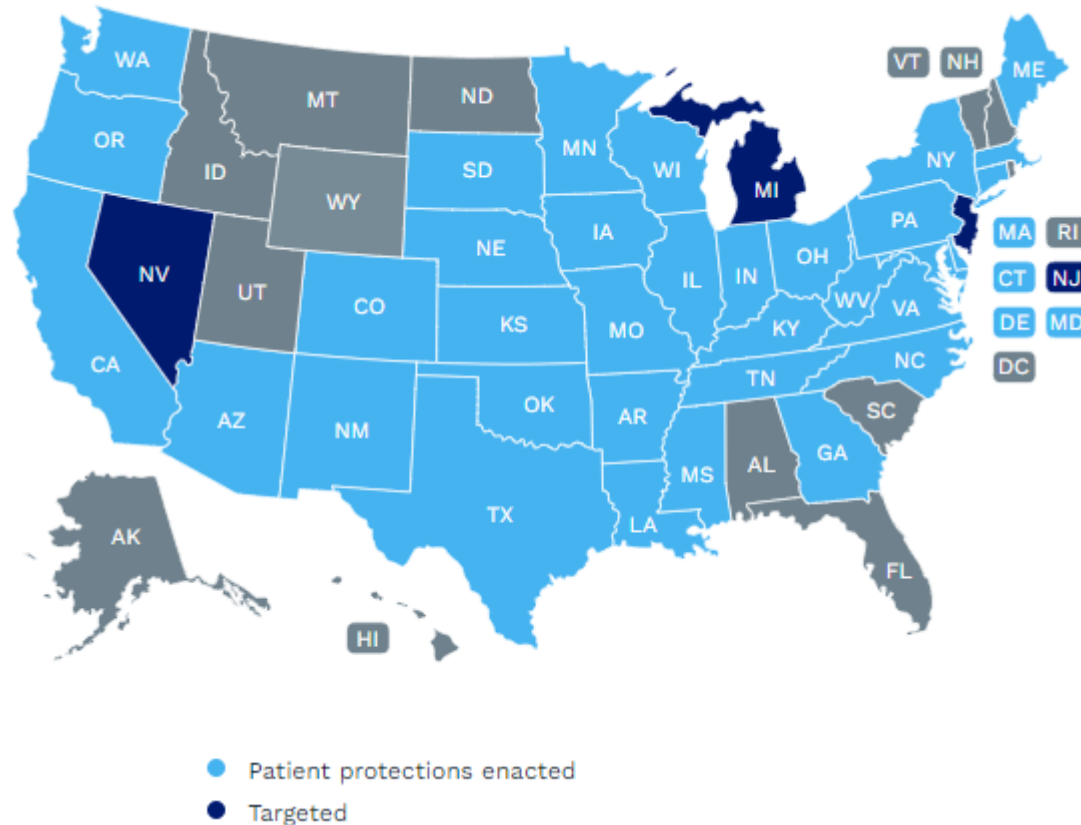 WA
VT NH
ME
MT
ND
OR
MN
ID
SD
WI
NY
WY
MI
IA
PA
MA RI
NE
NV
OH
IL
IN
UT
CT NJ
CO
WV
VA
KS
MO
KY
DE MD
CA
NC
DC
TN
OK
AZ
AR
SC
NM
GA
MS
AL
TX
LA
AK
FL
HI
Patient protections enacted
Targeted